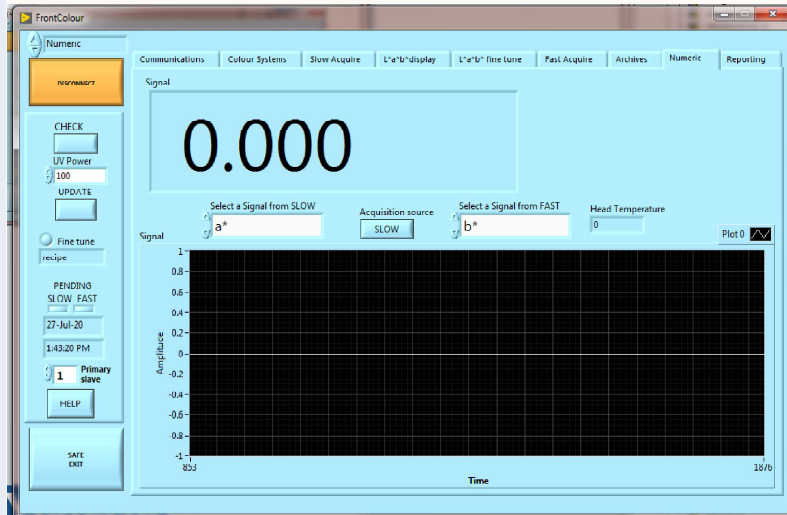 FrontColour
Numeric
DISCONNECT
Communications Colour Systems Slow Acquire L*a*b*display L*a*b* fine tune Fast Acquire Archives Numeric Reporting
Signal
0.000
CHECK
UV Power
100
UPDATE
Fine tune
recipe
PENDING
SLOW FAST
27-Jul-20
1:43:20 PM
1 Primary slave
HELP
SAFE
EXIT
Select a Signal from SLOW
a*
Acquisition source
SLOW
Select a Signal from FAST
b*
Head Temperature
0
Signal
Plot 0
Amplituce
1
0.8
0.6
0.4
0.2
0
-0.2
-0.4
-0.6
-0.8
-1
853
1876
Time